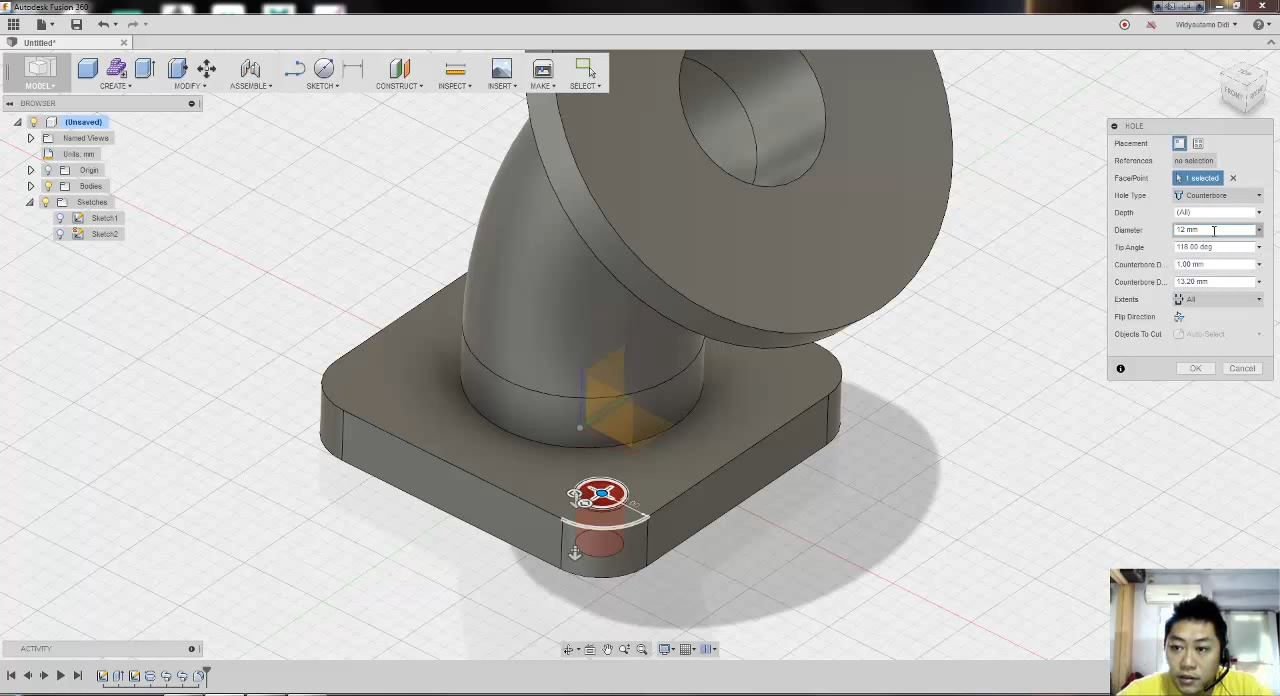 Autodesk Fusion 360
Widyautama Didi
Untitled*
MODEL
CREATE
MODIFY
ASSEMBLE
SKETCH
CONSTRUCT
INSPECT
INSERT
MAKE
SELECT
BROWSER
(Unsaved)
Named Views
Units: mm
Origin
Bodies
Sketches
Sketch1
Sketch2
FRONT
RIGHT
HOLE
Placement
References no selection
Face/Point 1 selected
Hole Type Counterbore
Depth (All)
Diameter 12 mm
Tip Angle 118.00 deg
Counterbore D... 1.00 mm
Counterbore D... 13.20 mm
Extents All
Flip Direction
Objects To Cut Auto-Select
OK Cancel
ACTIVITY